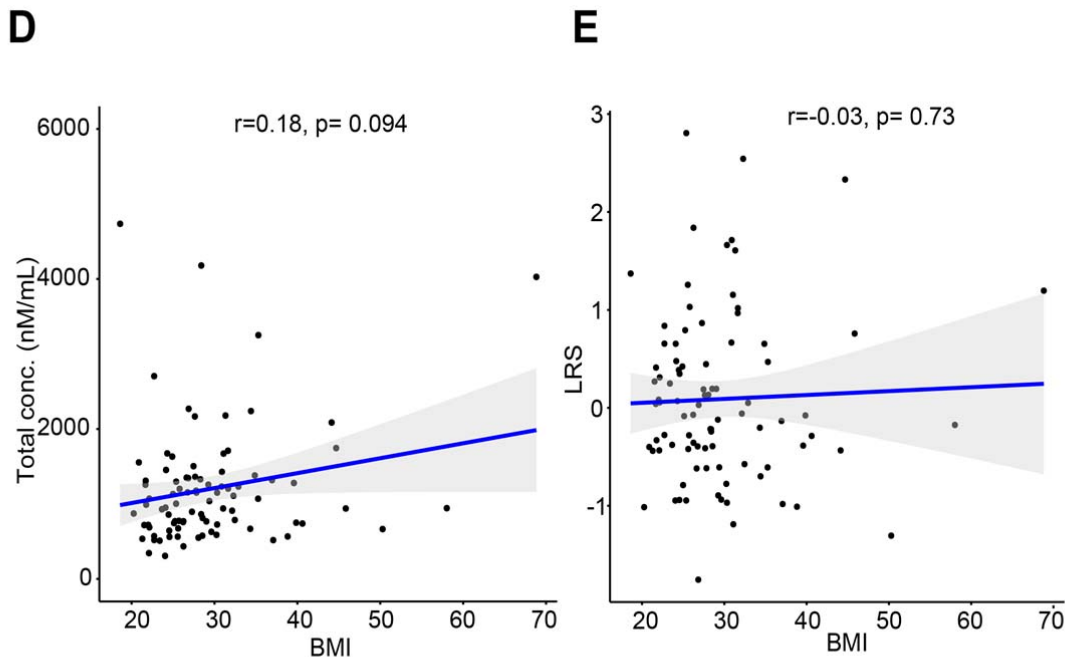 D
r=0.18, p= 0.094
Total conc. (nM/mL)
6000
4000
2000
0
20 30 40 50 60 70
BMI
E
r=-0.03, p= 0.73
LRS
3
2
1
0
-1
20 30 40 50 60 70
BMI